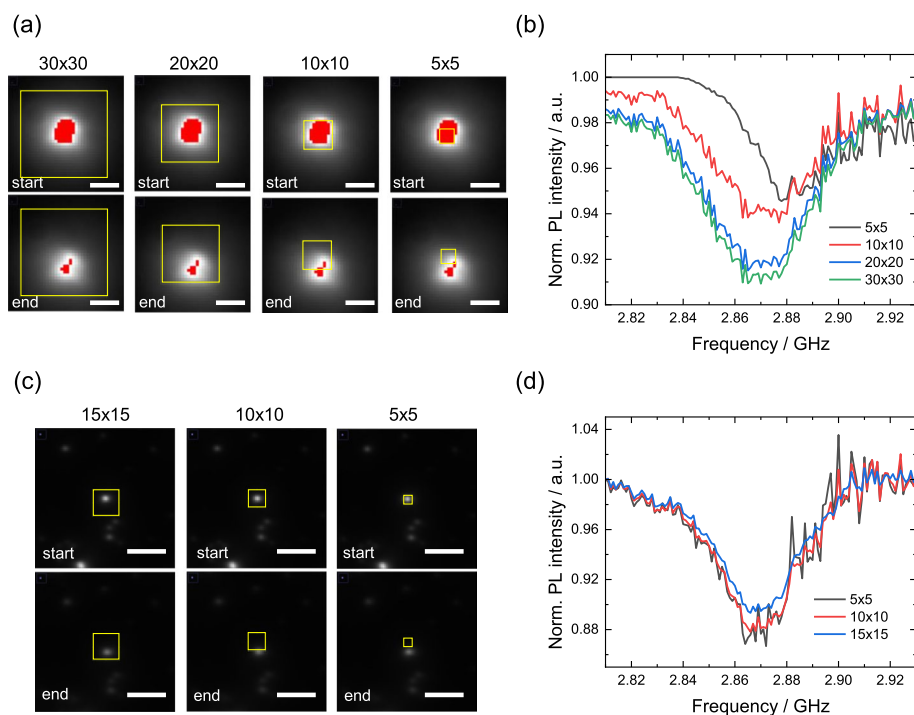 (a)
30x30 20x20 10x10 5x5
start start start start
end end end end
(b)
Norm. PL intensity / a.u.
1.00
0.98
0.96
0.94
0.92
0.90
5x5
10x10
20x20
30x30
2.82 2.84 2.86 2.88 2.90 2.92
Frequency / GHz
(c)
15x15 10x10 5x5
start start start
end end end
(d)
Norm. PL intensity / a.u.
1.04
1.00
0.96
0.92
0.88
5x5
10x10
15x15
2.82 2.84 2.86 2.88 2.90 2.92
Frequency / GHz